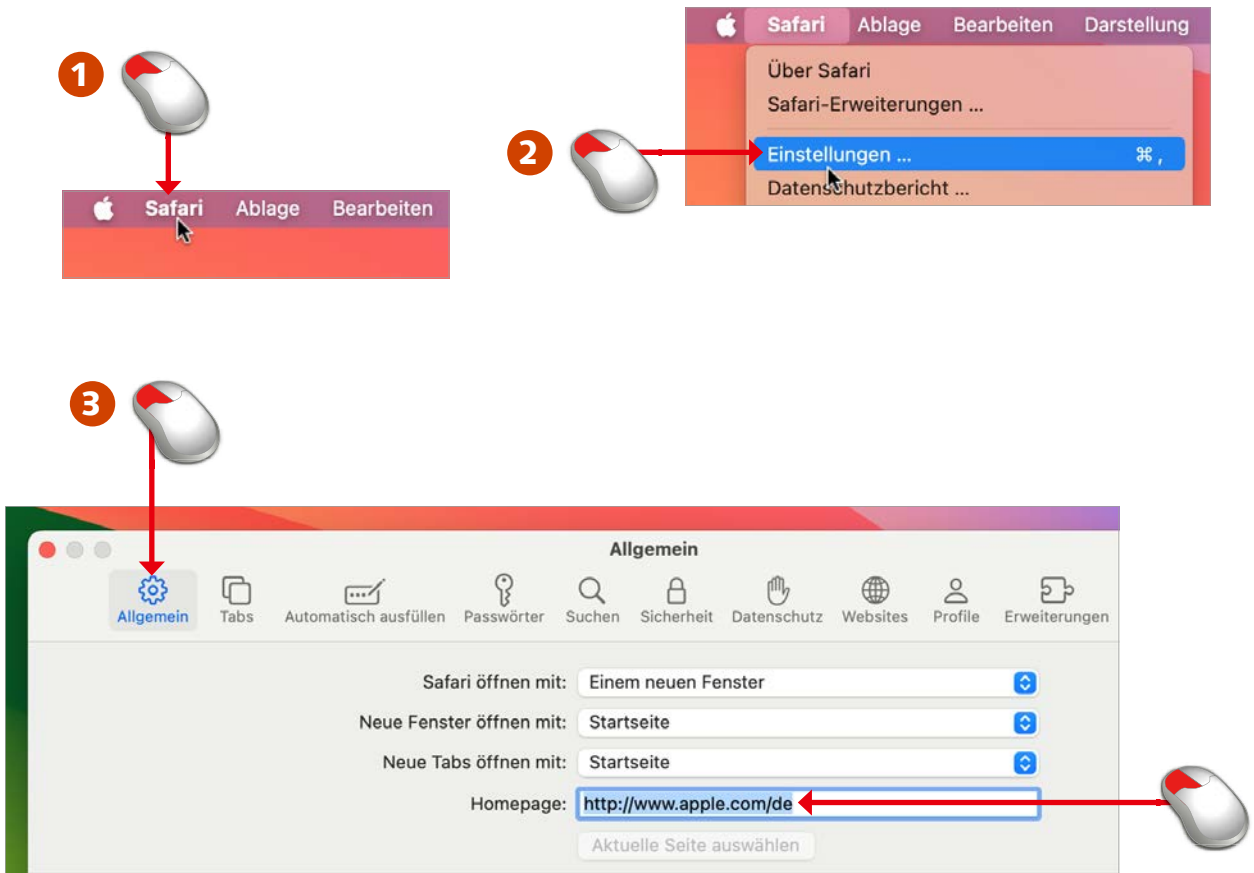 1
Safari Ablage Bearbeiten
2
Safari Ablage Bearbeiten Darstellung
Über Safari
Safari-Erweiterungen ...
Einstellungen ... ⌘ ,
Datenschutzbericht ...
3
Allgemein
Allgemein Tabs Automatisch ausfüllen Passwörter Suchen Sicherheit Datenschutz Websites Profile Erweiterungen
Safari öffnen mit: Einem neuen Fenster
Neue Fenster öffnen mit: Startseite
Neue Tabs öffnen mit: Startseite
Homepage: http://www.apple.com/de
Aktuelle Seite auswählen